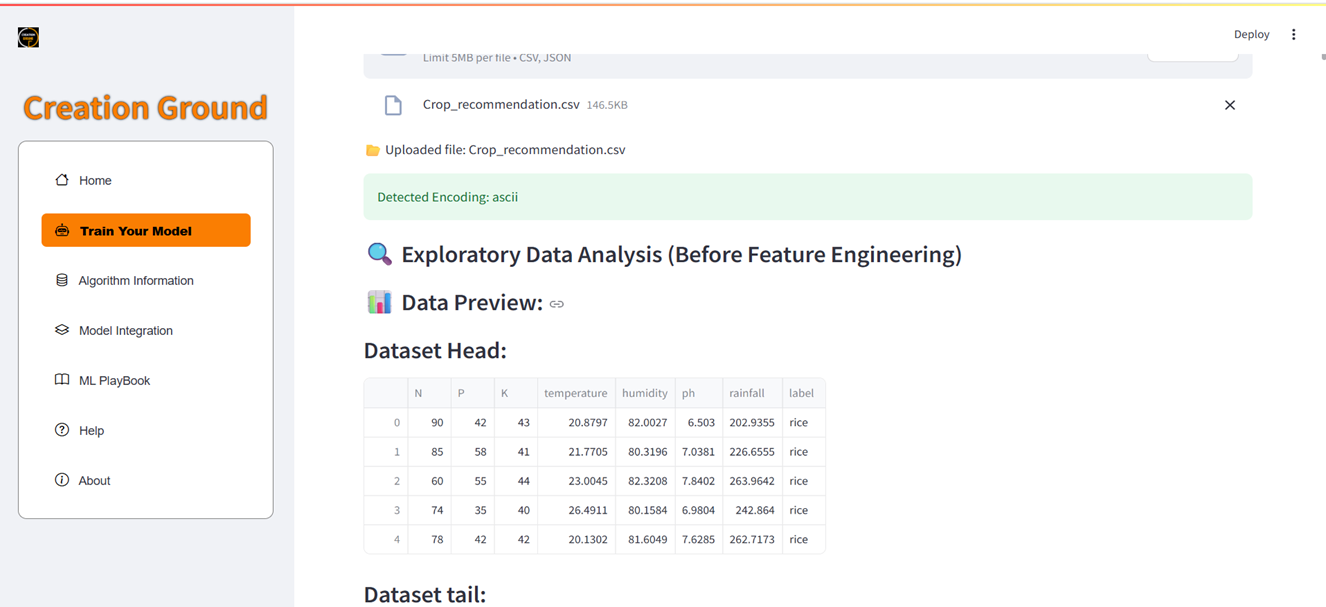 Deploy
Creation Ground
Home
Train Your Model
Algorithm Information
Model Integration
ML PlayBook
Help
About
Limit 5MB per file • CSV, JSON
Crop_recommendation.csv 146.5KB
Uploaded file: Crop_recommendation.csv
Detected Encoding: ascii
Exploratory Data Analysis (Before Feature Engineering)
Data Preview:
Dataset Head:
N P K temperature humidity ph rainfall label
0 90 42 43 20.8797 82.0027 6.503 202.9355 rice
1 85 58 41 21.7705 80.3196 7.0381 226.6555 rice
2 60 55 44 23.0045 82.3208 7.8402 263.9642 rice
3 74 35 40 26.4911 80.1584 6.9804 242.864 rice
4 78 42 42 20.1302 81.6049 7.6285 262.7173 rice
Dataset tail: